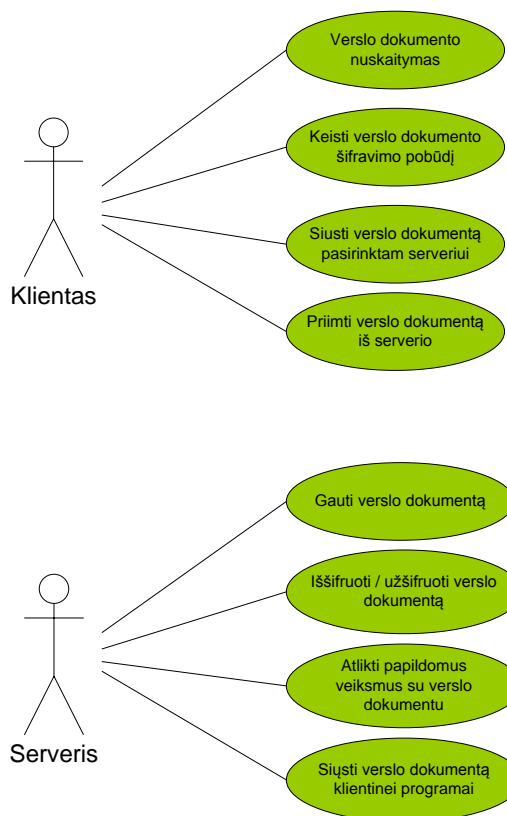 Verslo dokumento
nuskaitymas
Keisti verslo dokumento
šifravimo pobūdį
Siusti verslo dokumentą
pasirinktam serveriui
Klientas
Priimti verslo dokumentą
iš serverio
Gauti verslo dokumentą
Iššifruoti / užšifruoti verslo
dokumentą
Atlikti papildomus
veiksmus su verslo
dokumentu
Serveris
Siųsti verslo dokumentą
klientinei programai